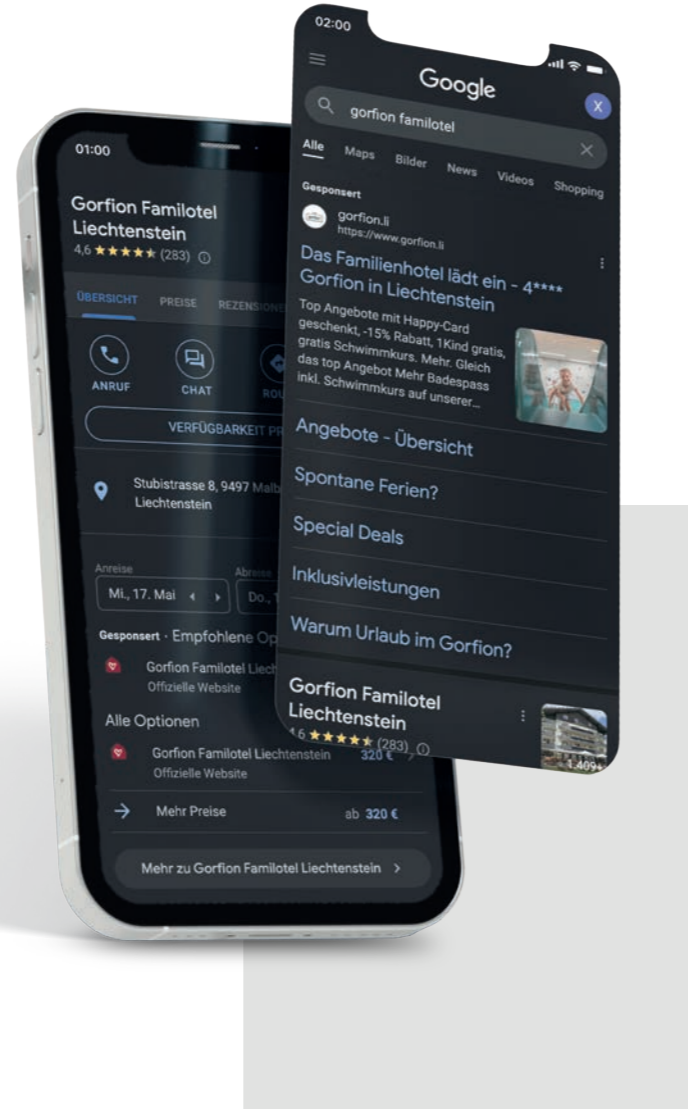 01:00
Gorfion Familotel
Liechtenstein
4,6 ★★★★★ (283)
ÜBERSICHT PREISE
ANRUF CHAT
VERFÜGBARKEIT
Stubistrasse 8, 9497
Liechtenstein
Anreise
Mi., 17. Mai
Do.,
Gesponsert · Empfohlene
Gorfion Familotel
Offizielle Website
Alle Optionen
Gorfion Familotel Liechtenstein 320 €
Offizielle Website
Mehr Preise ab 320 €
Mehr zu Gorfion Familotel Liechtenstein
02:00
Google
X
gorfion familotel
Alle Maps Bilder News Videos Shopping
Gesponsert
gorfion.li
https://www.gorfion.li
Das Familienhotel lädt ein - 4****
Gorfion in Liechtenstein
Top Angebote mit Happy-Card
geschenkt, -15% Rabatt, 1Kind gratis,
gratis Schwimmkurs. Mehr. Gleich
das top Angebot Mehr Badespass
inkl. Schwimmkurs auf unserer...
Angebote - Übersicht
Spontane Ferien?
Special Deals
Inklusivleistungen
Warum Urlaub im Gorfion?
Gorfion Familotel
Liechtenstein
4,6 ★★★★★ (283)